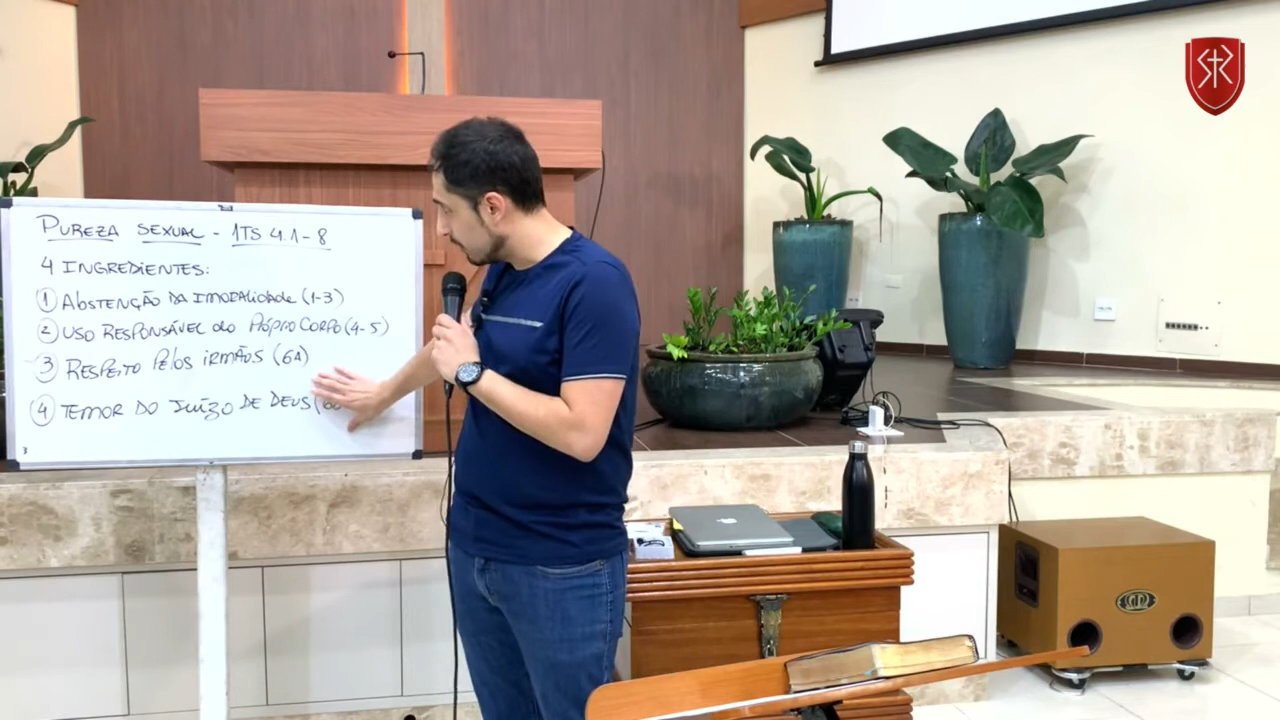 PUREZA SEXUAL - 1TS 4.1-8
4 INGREDIENTES:
1 ABSTENÇÃO DA IMORALIDADE (1-3)
2 USO RESPONSÁVEL DO PÓPRIO CORPO (4-5)
3 RESPEITO PELOS IRMÃOS (6A)
4 TEMOR DO JUÍZO DE DEUS